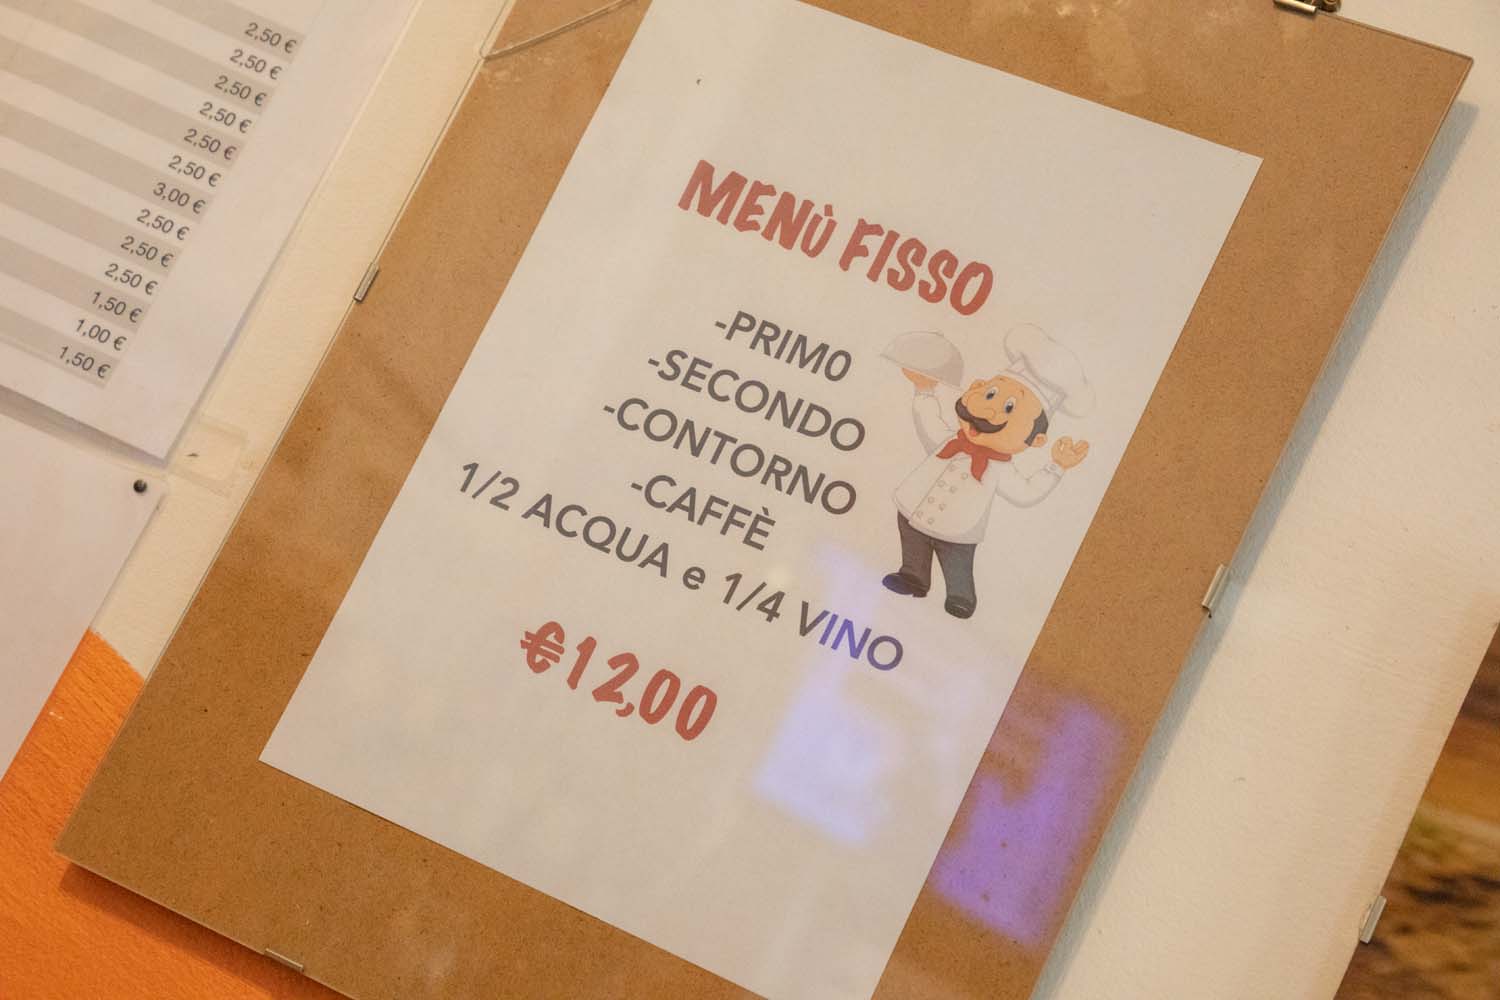 2,50 €
2,50 €
2,50 €
2,50 €
2,50 €
2,50 €
3,00 €
2,50 €
2,50 €
2,50 €
1,50 €
1,00 €
1,50 €
MENÙ FISSO
-PRIM0
-SECONDO
-CONTORNO
-CAFFÈ
1/2 ACQUA e 1/4 VINO
€12,00